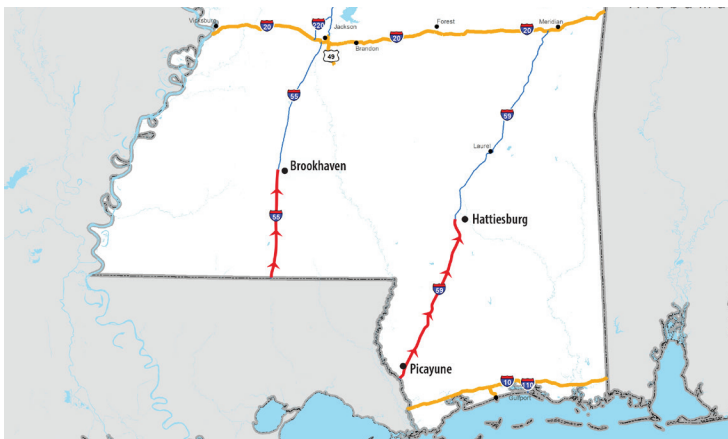 Vicksburg
20
220
Jackson
Forest
Meridian
20
20
Brandon
49
55
59
Laurel
Brookhaven
55
Hattiesburg
59
Picayune
10
110
Gulfport